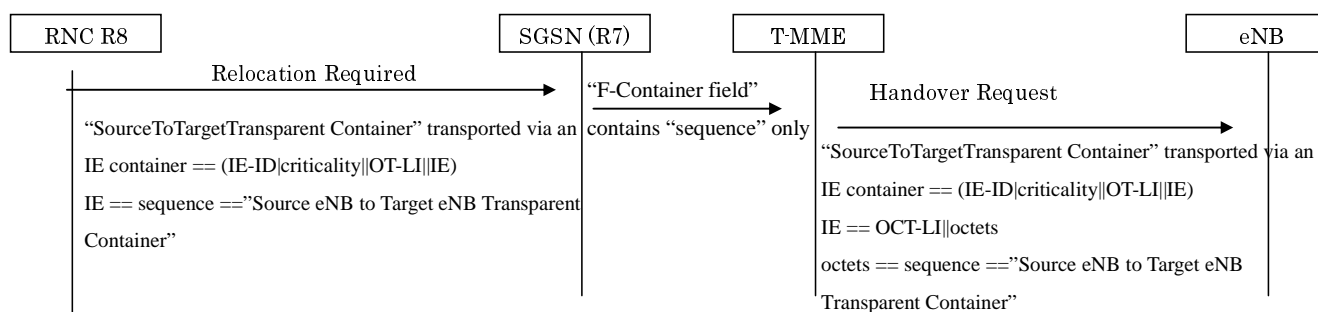 RNC R8
SGSN (R7)
T-MME
eNB
Relocation Required
“SourceToTargetTransparent Container” transported via an
IE container == (IE-ID|criticality||OT-LI||IE)
IE == sequence ==”Source eNB to Target eNB Transparent
Container”
“F-Container field”
contains “sequence” only
Handover Request
“SourceToTargetTransparent Container” transported via an
IE container == (IE-ID|criticality||OT-LI||IE)
IE == OCT-LI||octets
octets == sequence ==”Source eNB to Target eNB
Transparent Container”